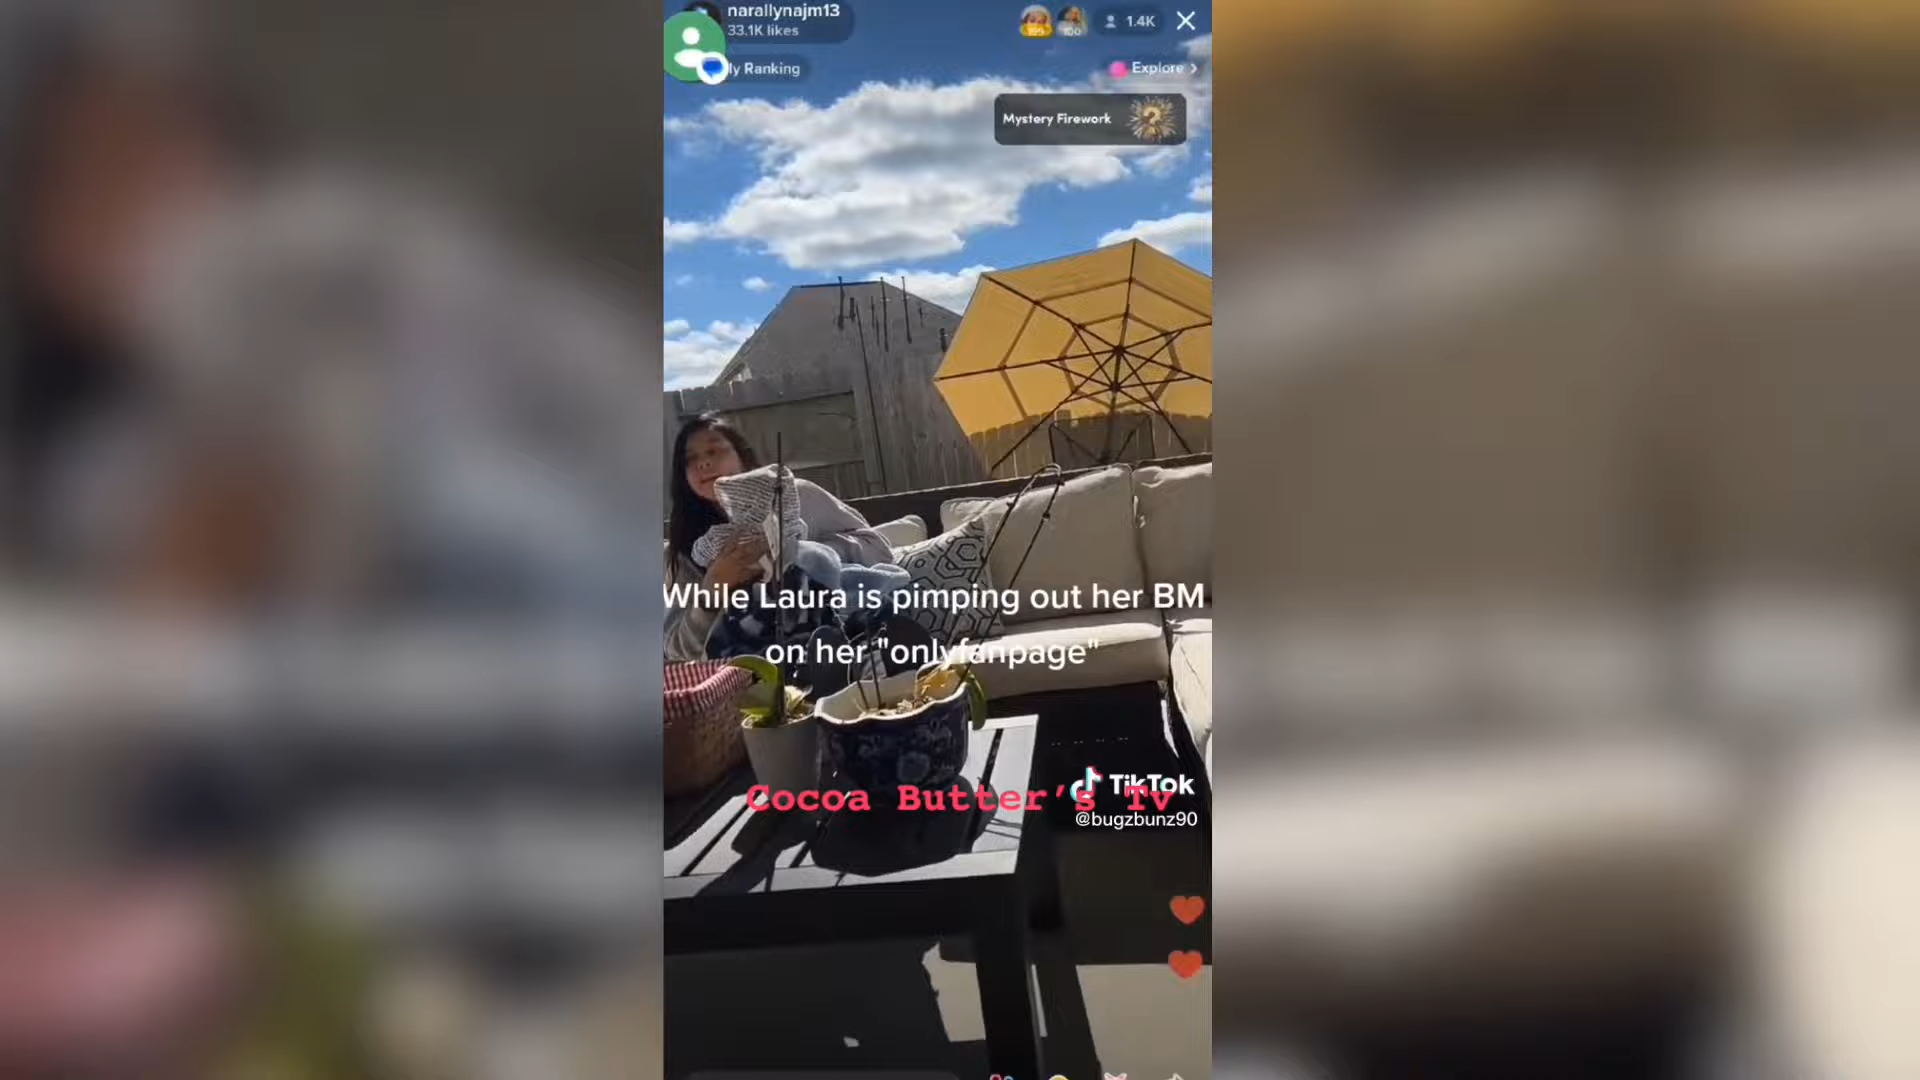 narallynajm13
33.1K likes
1.4K
ly Ranking
Explore >
Mystery Firework
While Laura is pimping out her BM
on her "onlyfanpage"
TikTok
Cocoa Butter's Tv
@bugzbunz90